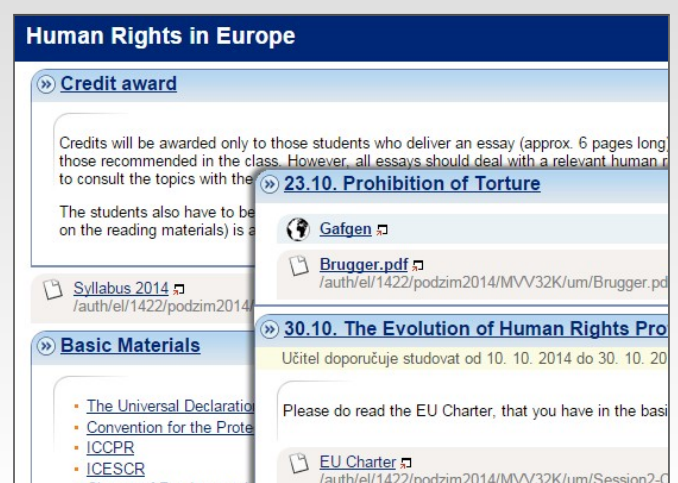 Human Rights in Europe
Credit award
Credits will be awarded only to those students who deliver an essay (approx. 6 pages long)
those recommended in the class. However, all essays should deal with a relevant human
to consult the topics with the
The students also have to be
on the reading materials) is
Syllabus 2014
/auth/el/1422/podzim2014/
Basic Materials
The Universal Declaration
Convention for the
ICCPR
ICESCR
23.10. Prohibition of Torture
Gafgen
Brugger.pdf
/auth/el/1422/podzim2014/MVV32K/um/Brugger.pd
30.10. The Evolution of Human Rights
Učitel doporučuje studovat od 10. 10. 2014 do 30. 10. 20
Please do read the EU Charter, that you have in the
EU Charter
/auth/el/1422/podzim2014/MVV32K/um/Session2-